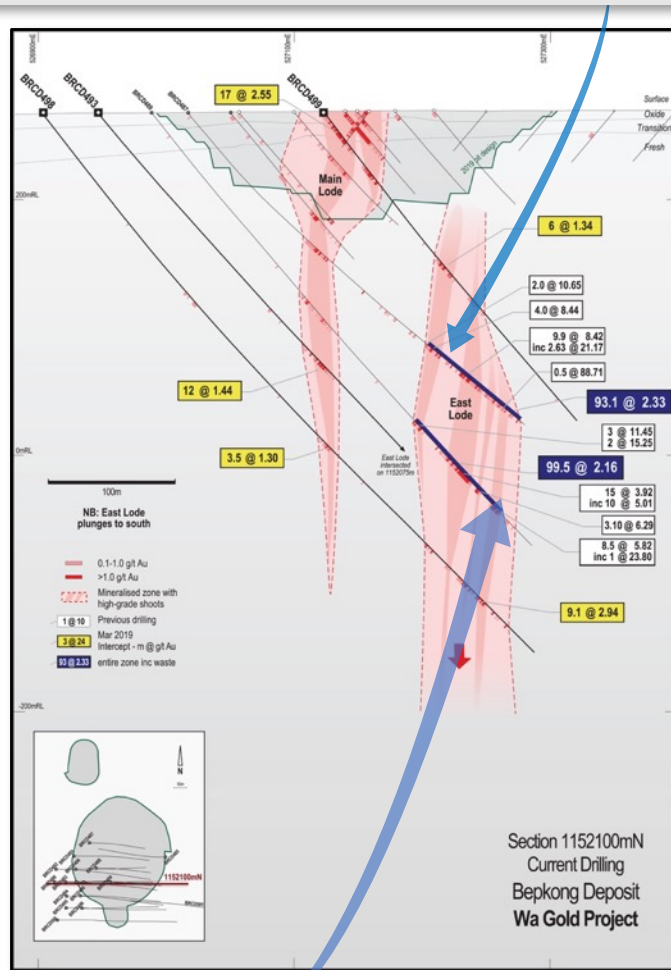 526900mE
527100mE
527300mE
BRCD498
BRCD493
BRCD499
17 @ 2.55
Surface
Oxide
Transition
Fresh
2019 pit design
Main
Lode
200mRL
6 @ 1.34
2.0 @ 10.65
4.0 @ 8.44
9.9 @ 8.42
inc 2.63 @ 21.17
0.5 @ 88.71
12 @ 1.44
East
Lode
93.1 @ 2.33
3 @ 11.45
2 @ 15.25
3.5 @ 1.30
0mRL
East Lode
intersected
on 1152075m
99.5 @ 2.16
15 @ 3.92
inc 10 @ 5.01
100m
3.10 @ 6.29
NB: East Lode
plunges to south
8.5 @ 5.82
inc 1 @ 23.80
0.1-1.0 g/t Au
>1.0 g/t Au
Mineralised zone with
high-grade shoots
1 @ 10 Previous drilling
3 @ 24 Mar 2019
Intercept - m @ g/t Au
93 @ 2.33 entire zone inc waste
9.1 @ 2.94
-200mRL
N
1152100mN
Section 1152100mN
Current Drilling
Bepkong Deposit
Wa Gold Project